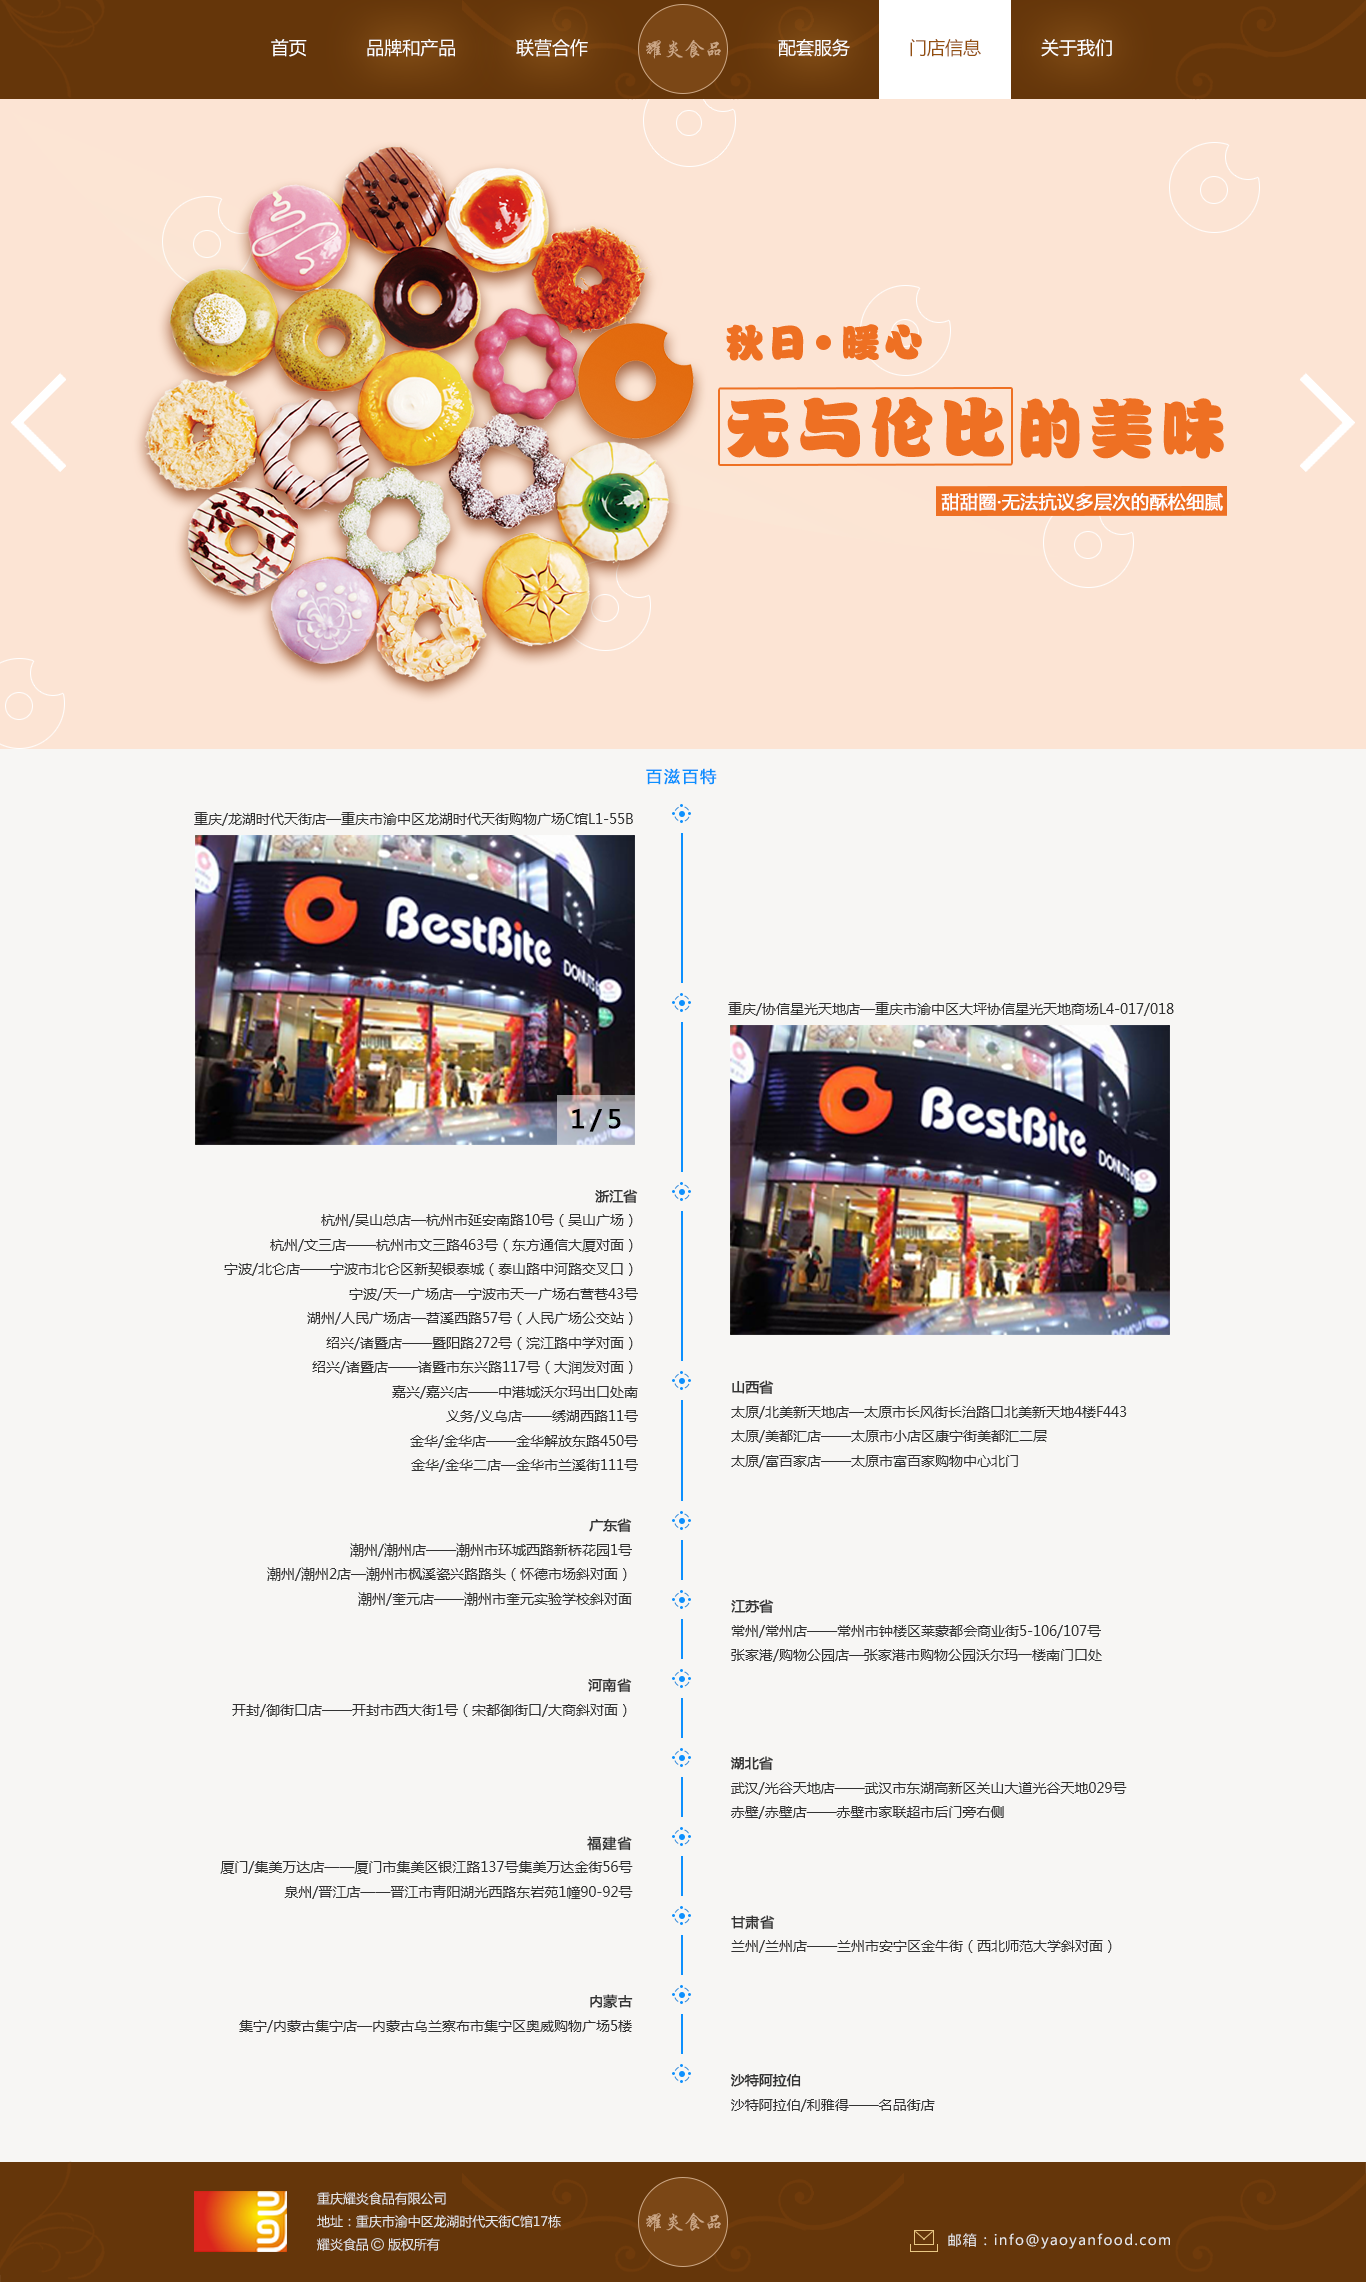 首页
品牌和产品
联营合作
耀炎食品
配套服务
门店信息
关于我们
秋日·暖心
无与伦比的美味
甜甜圈·无法抗议多层次的酥松细腻
百滋百特
重庆/龙湖时代天街店—重庆市渝中区龙湖时代天街购物广场C馆L1-55B
BestBite
DONUTS
1/5
重庆/协信星光天地店—重庆市渝中区大坪协信星光天地商场L4-017/018
BestBite
DONUTS
浙江省
杭州/吴山总店—杭州市延安南路10号（吴山广场）
杭州/文三店——杭州市文三路463号（东方通信大厦对面）
宁波/北仑店——宁波市北仑区新契银泰城（泰山路中河路交叉口）
宁波/天一广场店—宁波市天一广场右营巷43号
湖州/人民广场店—苕溪西路57号（人民广场公交站）
绍兴/诸暨店——暨阳路272号（浣江路中学对面）
绍兴/诸暨店——诸暨市东兴路117号（大润发对面）
嘉兴/嘉兴店——中港城沃尔玛出口处南
义务/义乌店——绣湖西路11号
金华/金华店——金华解放东路450号
金华/金华二店—金华市兰溪街111号
山西省
太原/北美新天地店—太原市长风街长治路口北美新天地4楼F443
太原/美都汇店——太原市小店区康宁街美都汇二层
太原/富百家店——太原市富百家购物中心北门
广东省
潮州/潮州店——潮州市环城西路新桥花园1号
潮州/潮州2店—潮州市枫溪瓷兴路路头（怀德市场斜对面）
潮州/奎元店——潮州市奎元实验学校斜对面
江苏省
常州/常州店——常州市钟楼区莱蒙都会商业街5-106/107号
张家港/购物公园店—张家港市购物公园沃尔玛一楼南门口处
河南省
开封/御街口店——开封市西大街1号（宋都御街口/大商斜对面）
湖北省
武汉/光谷天地店——武汉市东湖高新区关山大道光谷天地029号
赤壁/赤壁店——赤壁市家联超市后门旁右侧
福建省
厦门/集美万达店——厦门市集美区银江路137号集美万达金街56号
泉州/晋江店——晋江市青阳湖光西路东岩苑1幢90-92号
甘肃省
兰州/兰州店——兰州市安宁区金牛街（西北师范大学斜对面）
内蒙古
集宁/内蒙古集宁店—内蒙古乌兰察布市集宁区奥威购物广场5楼
沙特阿拉伯
沙特阿拉伯/利雅得——名品街店
重庆耀炎食品有限公司
地址：重庆市渝中区龙湖时代天街C馆17栋
耀炎食品 © 版权所有
耀炎食品
邮箱：info@yaoyanfood.com